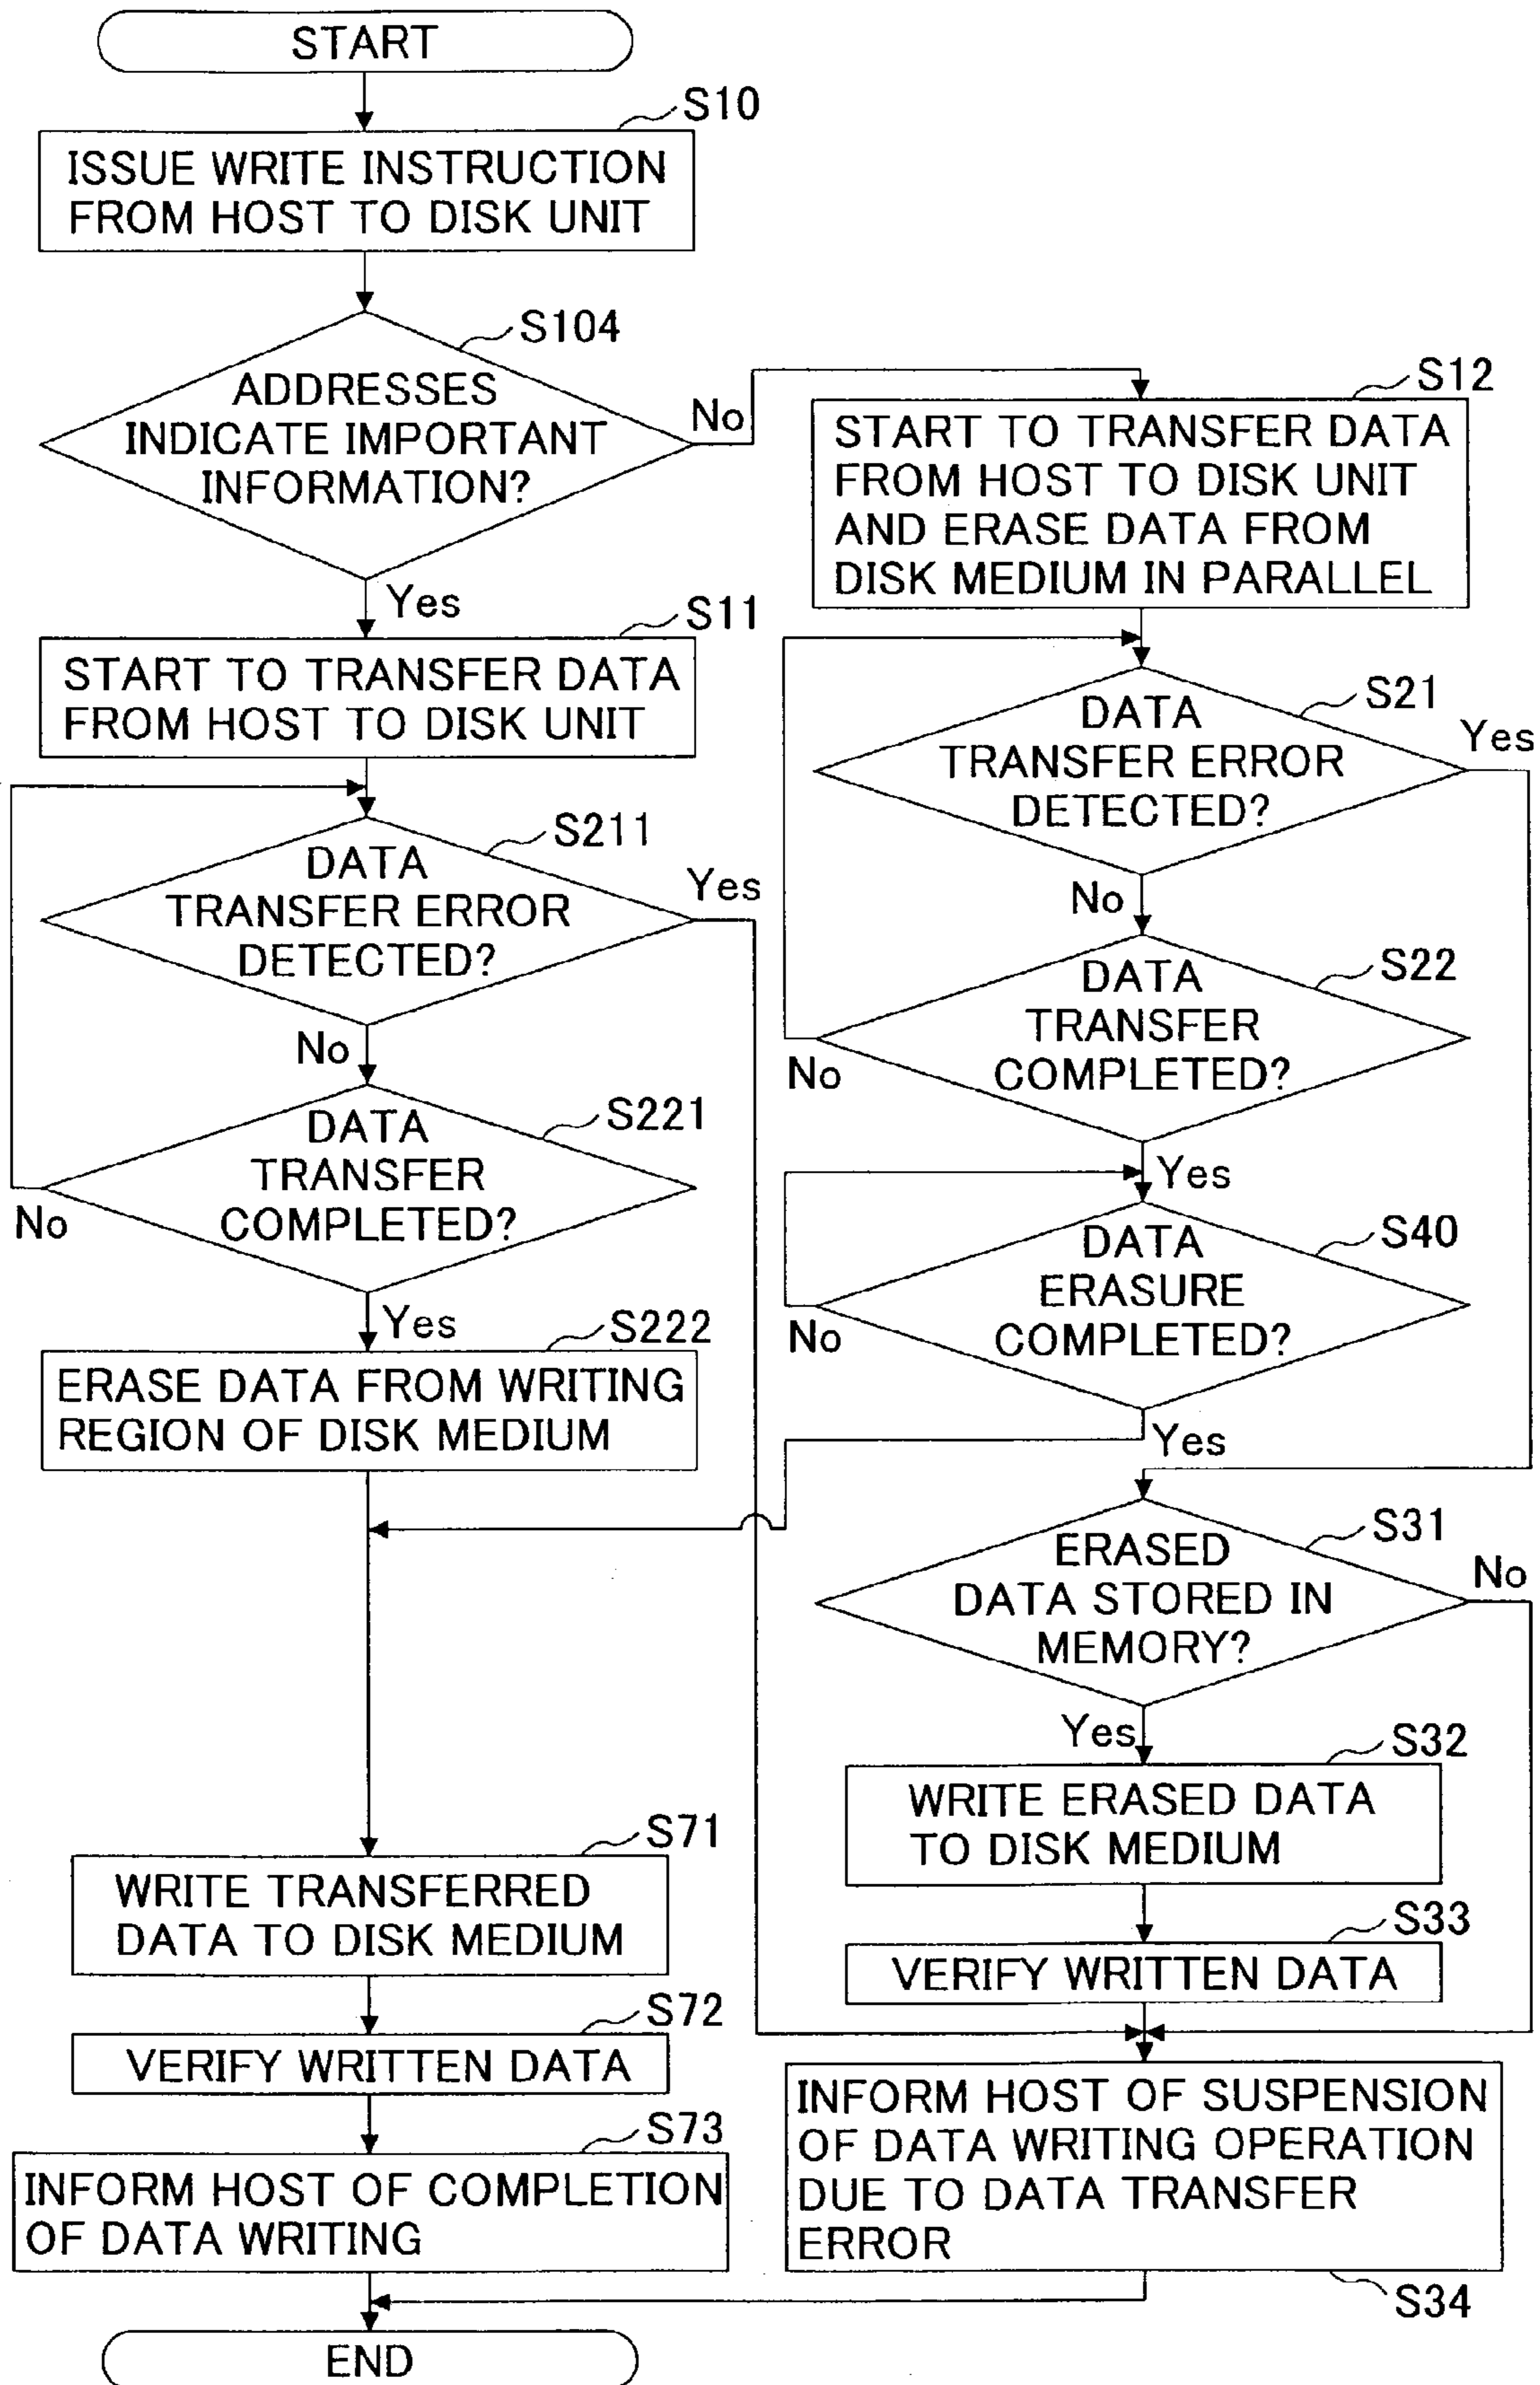 START
S10
ISSUE WRITE INSTRUCTION
FROM HOST TO DISK UNIT
S104
ADDRESSES
INDICATE IMPORTANT
INFORMATION?
No
Yes
S12
START TO TRANSFER DATA
FROM HOST TO DISK UNIT
AND ERASE DATA FROM
DISK MEDIUM IN PARALLEL
S11
START TO TRANSFER DATA
FROM HOST TO DISK UNIT
S21
DATA
TRANSFER ERROR
DETECTED?
Yes
No
S211
DATA
TRANSFER ERROR
DETECTED?
Yes
No
S22
DATA
TRANSFER
COMPLETED?
No
Yes
S221
DATA
TRANSFER
COMPLETED?
No
Yes
S40
DATA
ERASURE
COMPLETED?
No
Yes
S222
ERASE DATA FROM WRITING
REGION OF DISK MEDIUM
S31
ERASED
DATA STORED IN
MEMORY?
No
Yes
S32
WRITE ERASED DATA
TO DISK MEDIUM
S33
VERIFY WRITTEN DATA
S71
WRITE TRANSFERRED
DATA TO DISK MEDIUM
S72
VERIFY WRITTEN DATA
S73
INFORM HOST OF COMPLETION
OF DATA WRITING
INFORM HOST OF SUSPENSION
OF DATA WRITING OPERATION
DUE TO DATA TRANSFER
ERROR
S34
END